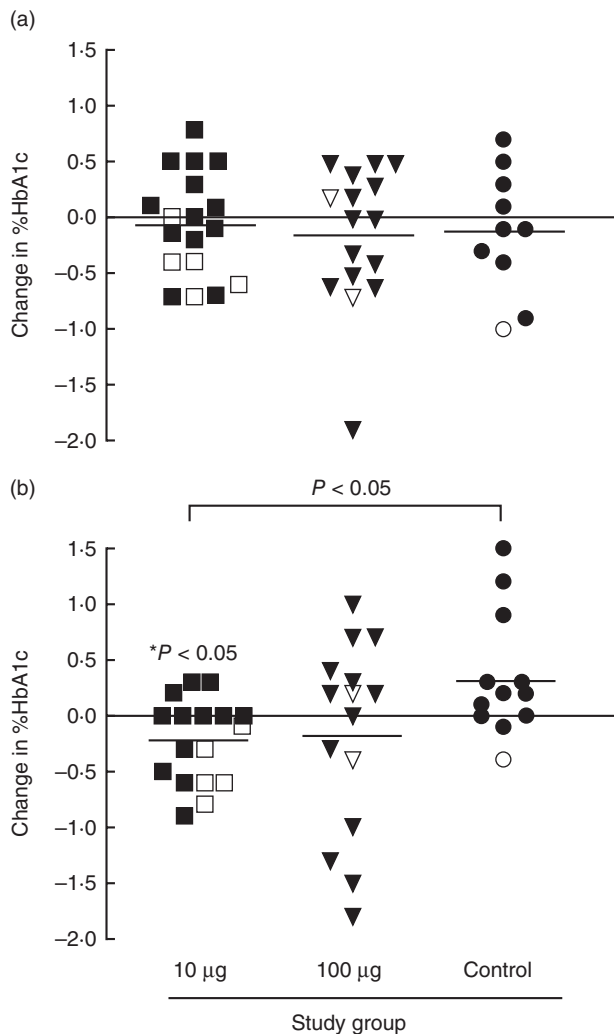 (a)
1·5
1·0
0·5
0·0
−0·5
−1·0
−1·5
−2·0
Change in %HbA1c
(b)
P < 0.05
1·5
1·0
0·5
0·0
−0·5
−1·0
−1·5
−2·0
Change in %HbA1c
*P < 0.05
10 μg 100 μg Control
Study group